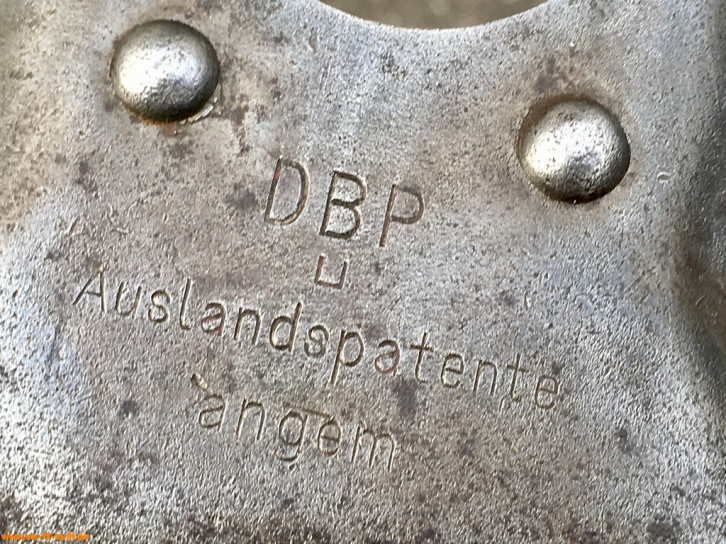 DBP
u
Auslandspatente
angem